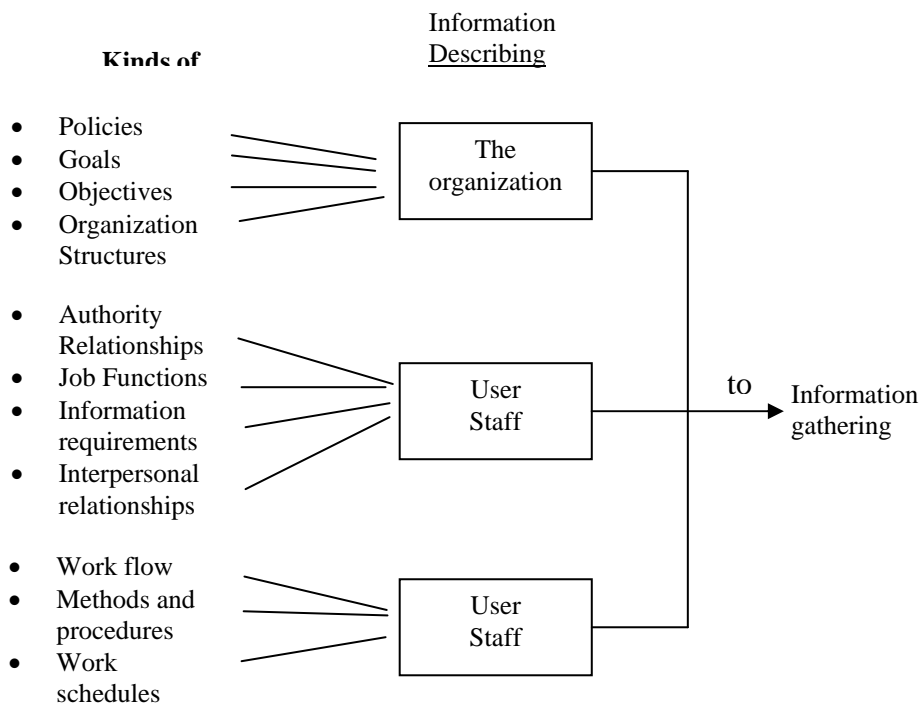 Information
Describing
Kinds of
• Policies
• Goals
• Objectives
• Organization
Structures
The
organization
• Authority
Relationships
• Job Functions
• Information
requirements
• Interpersonal
relationships
User
Staff
to
Information
gathering
• Work flow
• Methods and
procedures
• Work
schedules
User
Staff